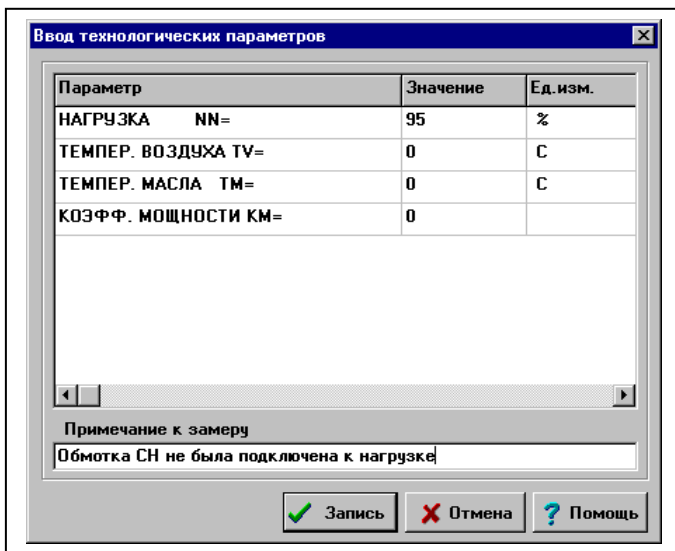 Ввод технологических параметров
Параметр Значение Ед.изм.
НАГРУЗКА NN= 95 %
ТЕМПЕР. ВОЗДУХА TV= 0 С
ТЕМПЕР. МАСЛА TM= 0 С
КОЭФФ. МОЩНОСТИ KM= 0
Примечание к замеру
Обмотка СН не была подключена к нагрузке
Запись Отмена Помощь